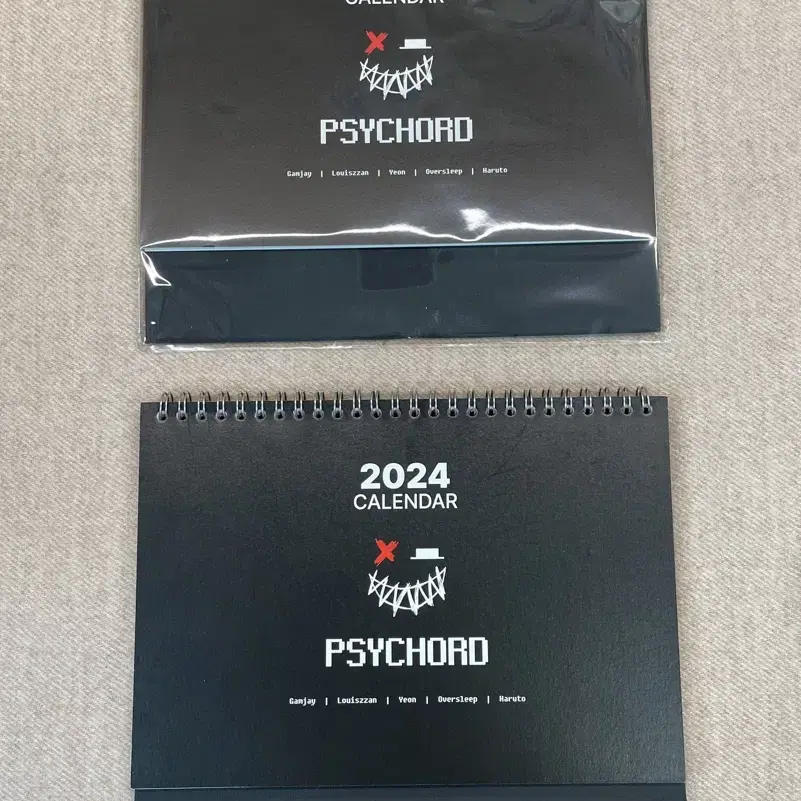 CALENDAR
PSYCHORD
Gamjay | Louiszzan | Yeon | Oversleep | Haruto
2024
CALENDAR
PSYCHORD
Gamjay | Louiszzan | Yeon | Oversleep | Haruto